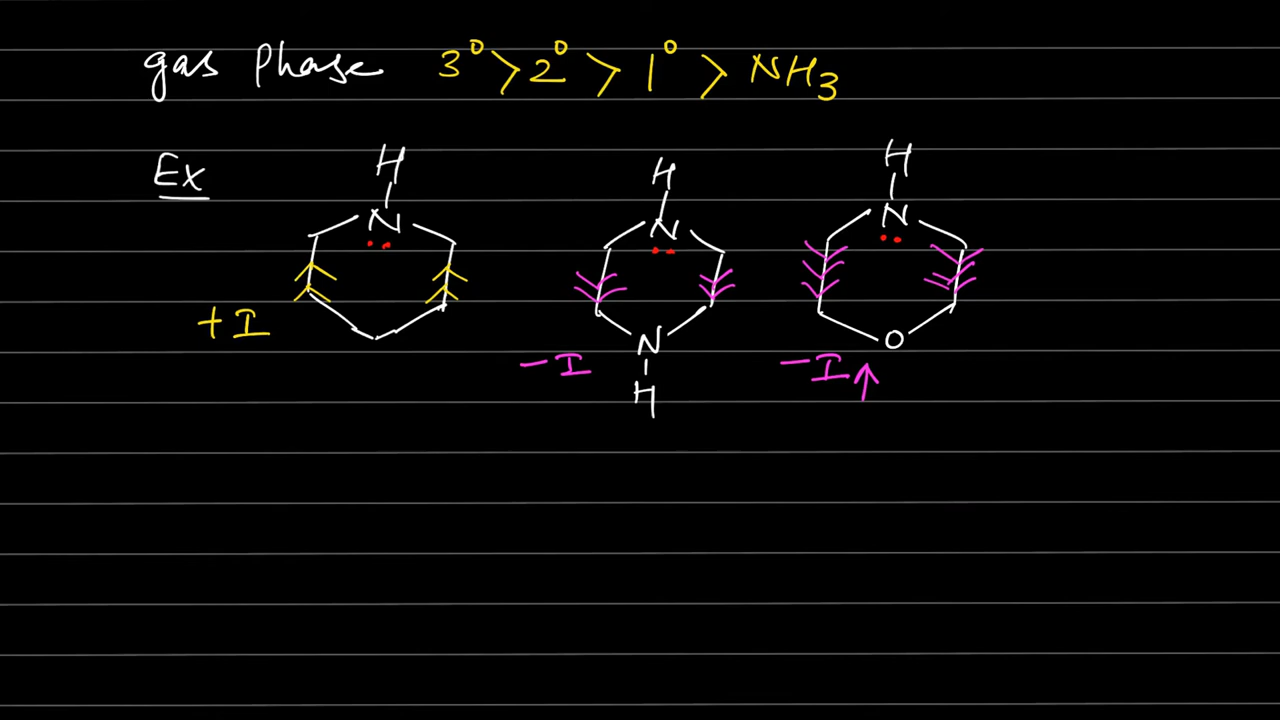 gas Phase 3° > 2° > 1° > NH3
Ex
H H H
N N N
+I
N O
-I -I ↑
H